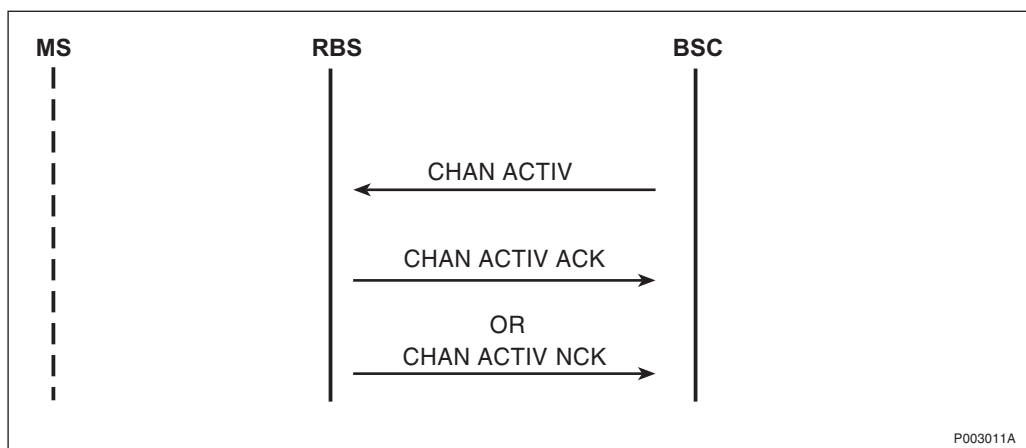 MS RBS BSC
CHAN ACTIV
CHAN ACTIV ACK
OR
CHAN ACTIV NCK
P003011A